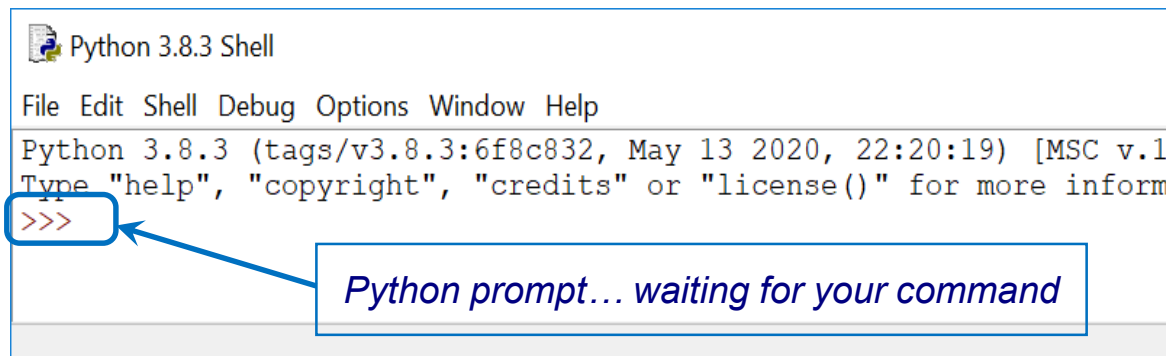 Python 3.8.3 Shell
File Edit Shell Debug Options Window Help
Python 3.8.3 (tags/v3.8.3:6f8c832, May 13 2020, 22:20:19) [MSC v.1
Type "help", "copyright", "credits" or "license()" for more inform
>>>
Python prompt… waiting for your command